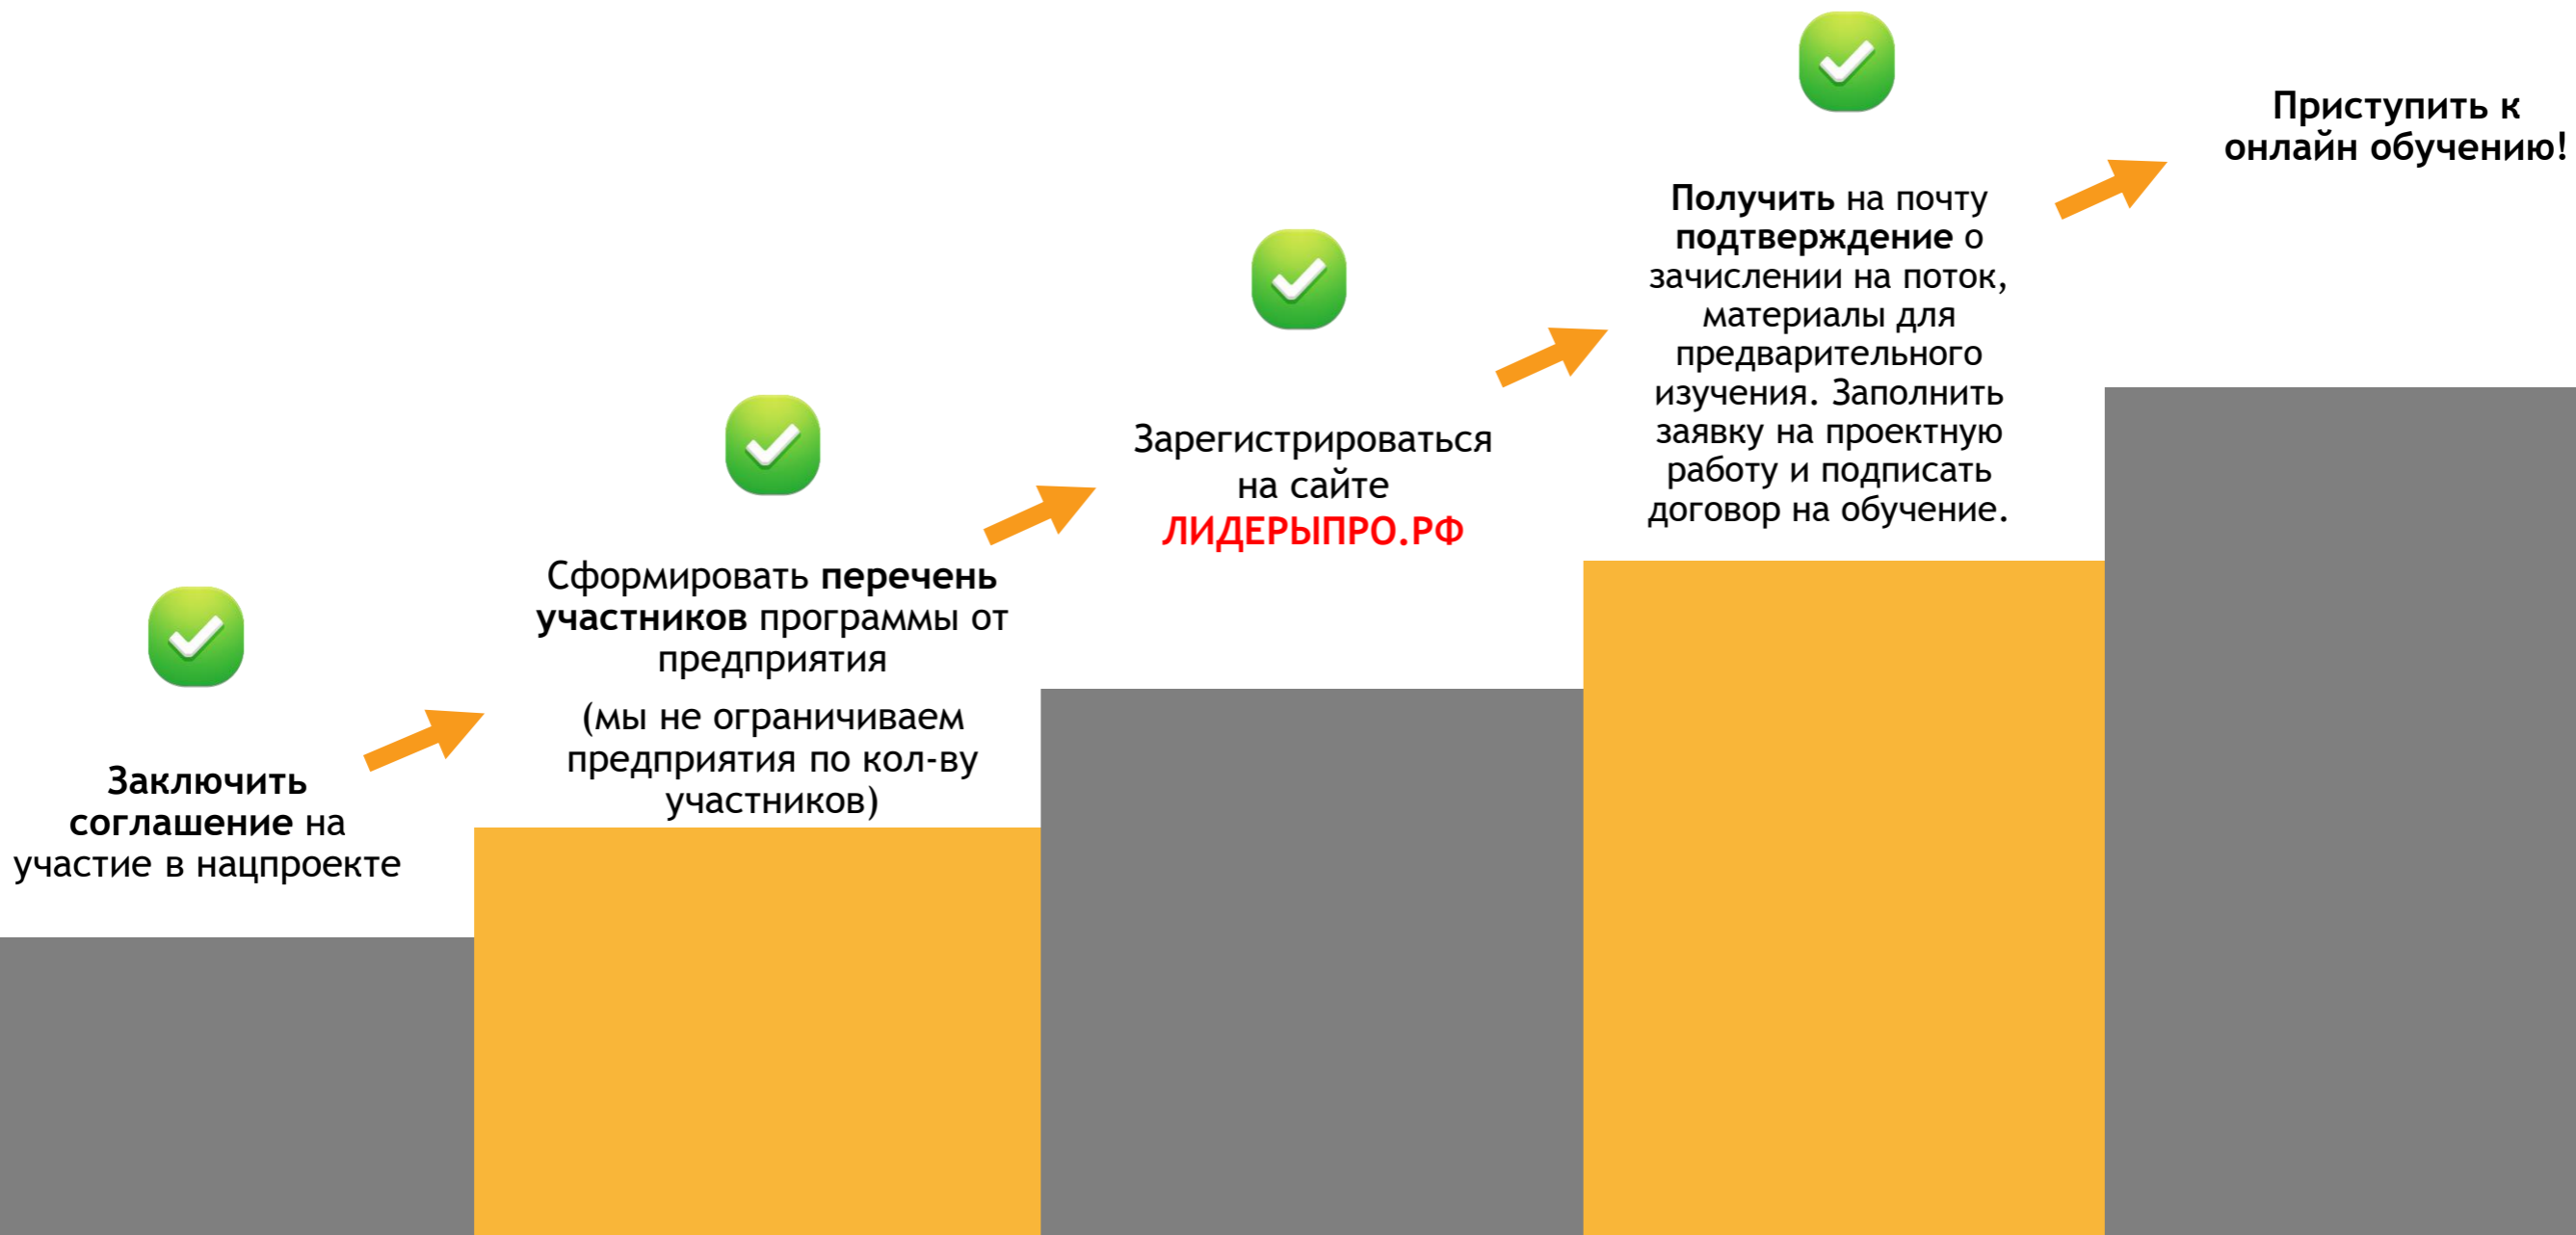 Заключить
соглашение на
участие в нацпроекте
Сформировать перечень
участников программы от
предприятия
(мы не ограничиваем
предприятия по кол-ву
участников)
Зарегистрироваться
на сайте
ЛИДЕРЫПРО.РФ
Получить на почту
подтверждение о
зачислении на поток,
материалы для
предварительного
изучения. Заполнить
заявку на проектную
работу и подписать
договор на обучение.
Приступить к
онлайн обучению!